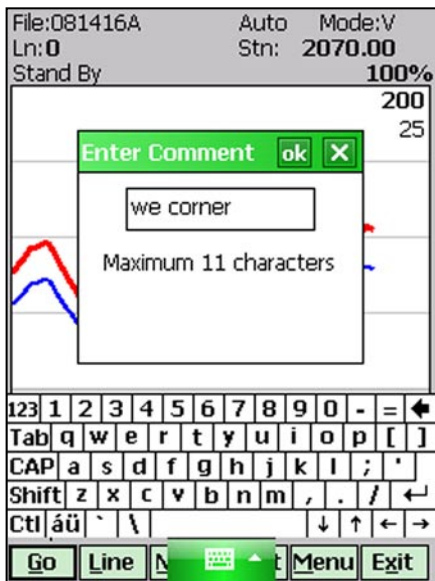 File:081416A Auto Mode:V
Ln:0 Stn: 2070.00
Stand By 100%
200
25
Enter Comment ok X
we corner
Maximum 11 characters
123 1 2 3 4 5 6 7 8 9 0 - = 
Tab q w e r t y u i o p [ ]
CAP a s d f g h j k l ; '
Shift z x c v b n m , . / ↵
Ctl áü ` \ ↓ ↑ ← →
Go Line Menu Exit